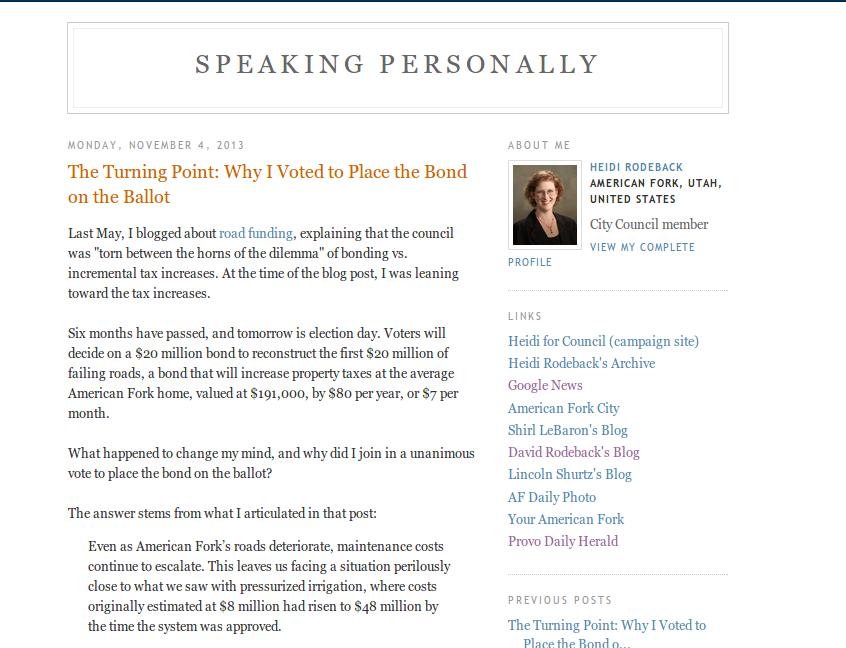 SPEAKING PERSONALLY
MONDAY, NOVEMBER 4, 2013
The Turning Point: Why I Voted to Place the Bond
on the Ballot
Last May, I blogged about road funding, explaining that the council
was "torn between the horns of the dilemma" of bonding vs.
incremental tax increases. At the time of the blog post, I was leaning
toward the tax increases.
Six months have passed, and tomorrow is election day. Voters will
decide on a $20 million bond to reconstruct the first $20 million of
failing roads, a bond that will increase property taxes at the average
American Fork home, valued at $191,000, by $80 per year, or $7 per
month.
What happened to change my mind, and why did I join in a unanimous
vote to place the bond on the ballot?
The answer stems from what I articulated in that post:
Even as American Fork’s roads deteriorate, maintenance costs
continue to escalate. This leaves us facing a situation perilously
close to what we saw with pressurized irrigation, where costs
originally estimated at $8 million had risen to $48 million by
the time the system was approved.
ABOUT ME
HEIDI RODEBACK
AMERICAN FORK, UTAH,
UNITED STATES
City Council member
VIEW MY COMPLETE
PROFILE
LINKS
Heidi for Council (campaign site)
Heidi Rodeback's Archive
Google News
American Fork City
Shirl LeBaron's Blog
David Rodeback's Blog
Lincoln Shurtz's Blog
AF Daily Photo
Your American Fork
Provo Daily Herald
PREVIOUS POSTS
The Turning Point: Why I Voted to
Place the Bond o...